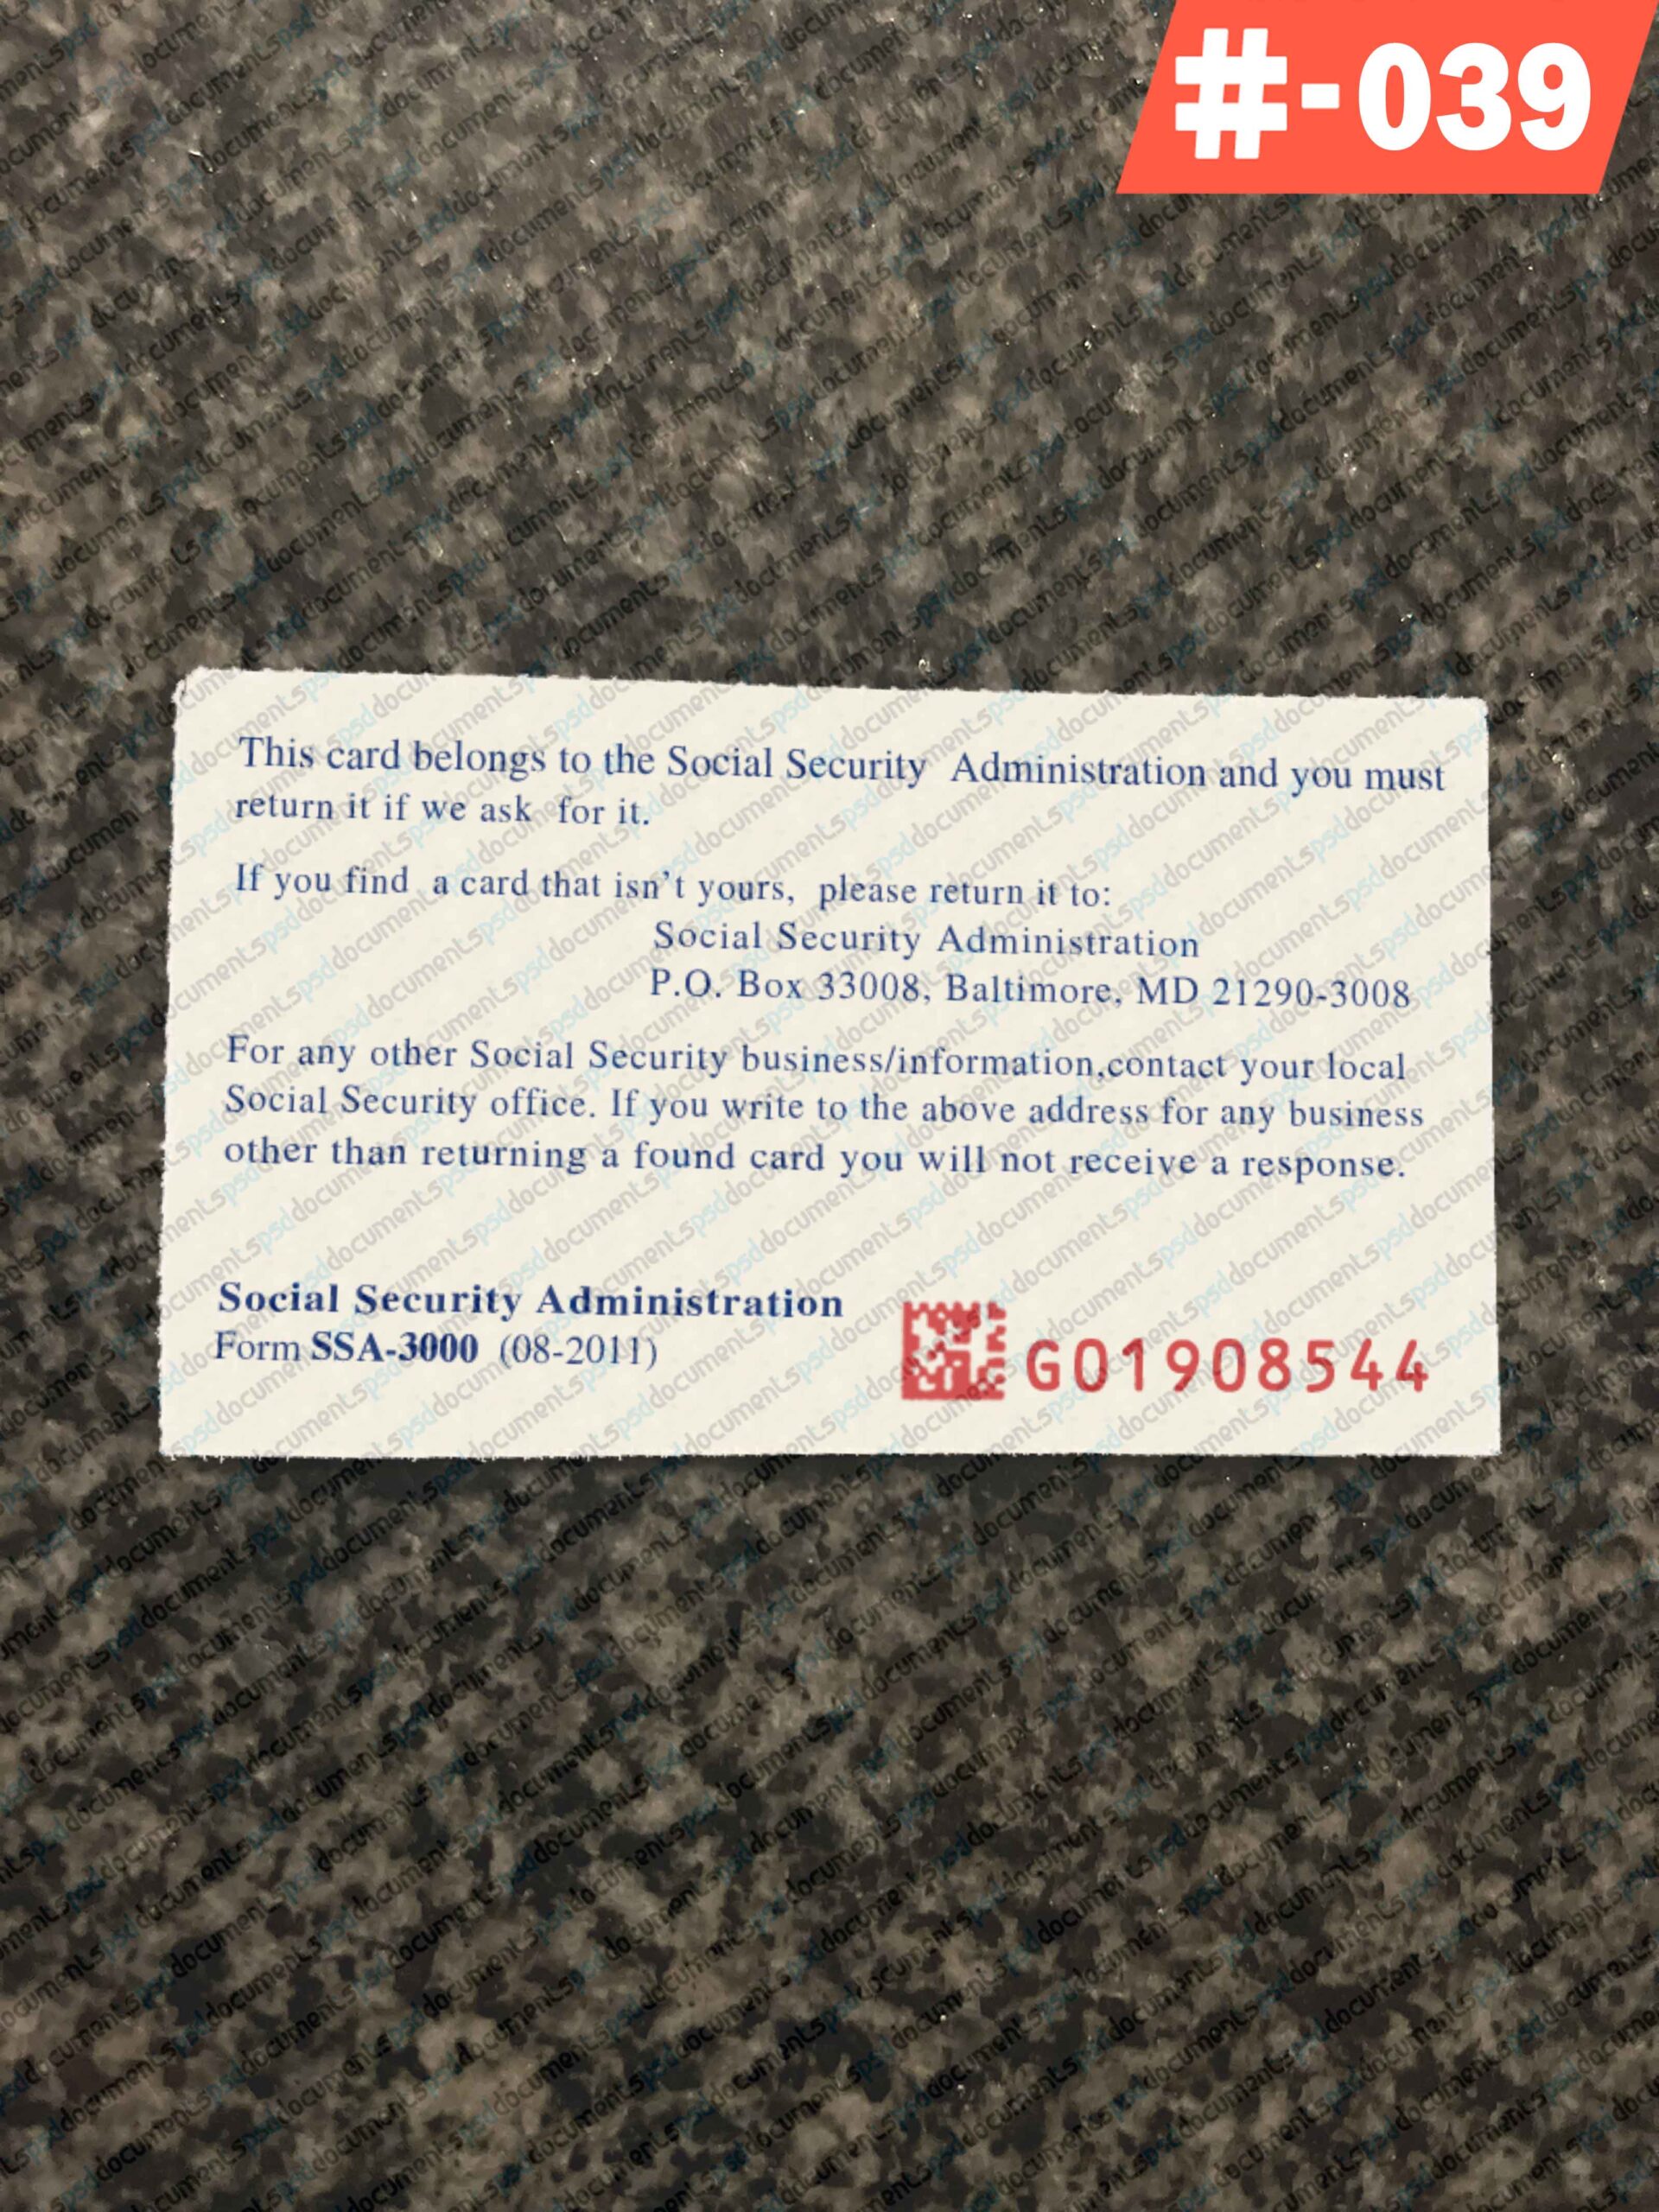 #-039
This card belongs to the Social Security Administration and you must
return it if we ask for it.
If you find a card that isn't yours, please return it to:
Social Security Administration
P.O. Box 33008, Baltimore, MD 21290-3008
For any other Social Security business/information,contact your local
Social Security office. If you write to the above address for any business
other than returning a found card you will not receive a response.
Social Security Administration
Form SSA-3000 (08-2011)
G01908544
psddocuments